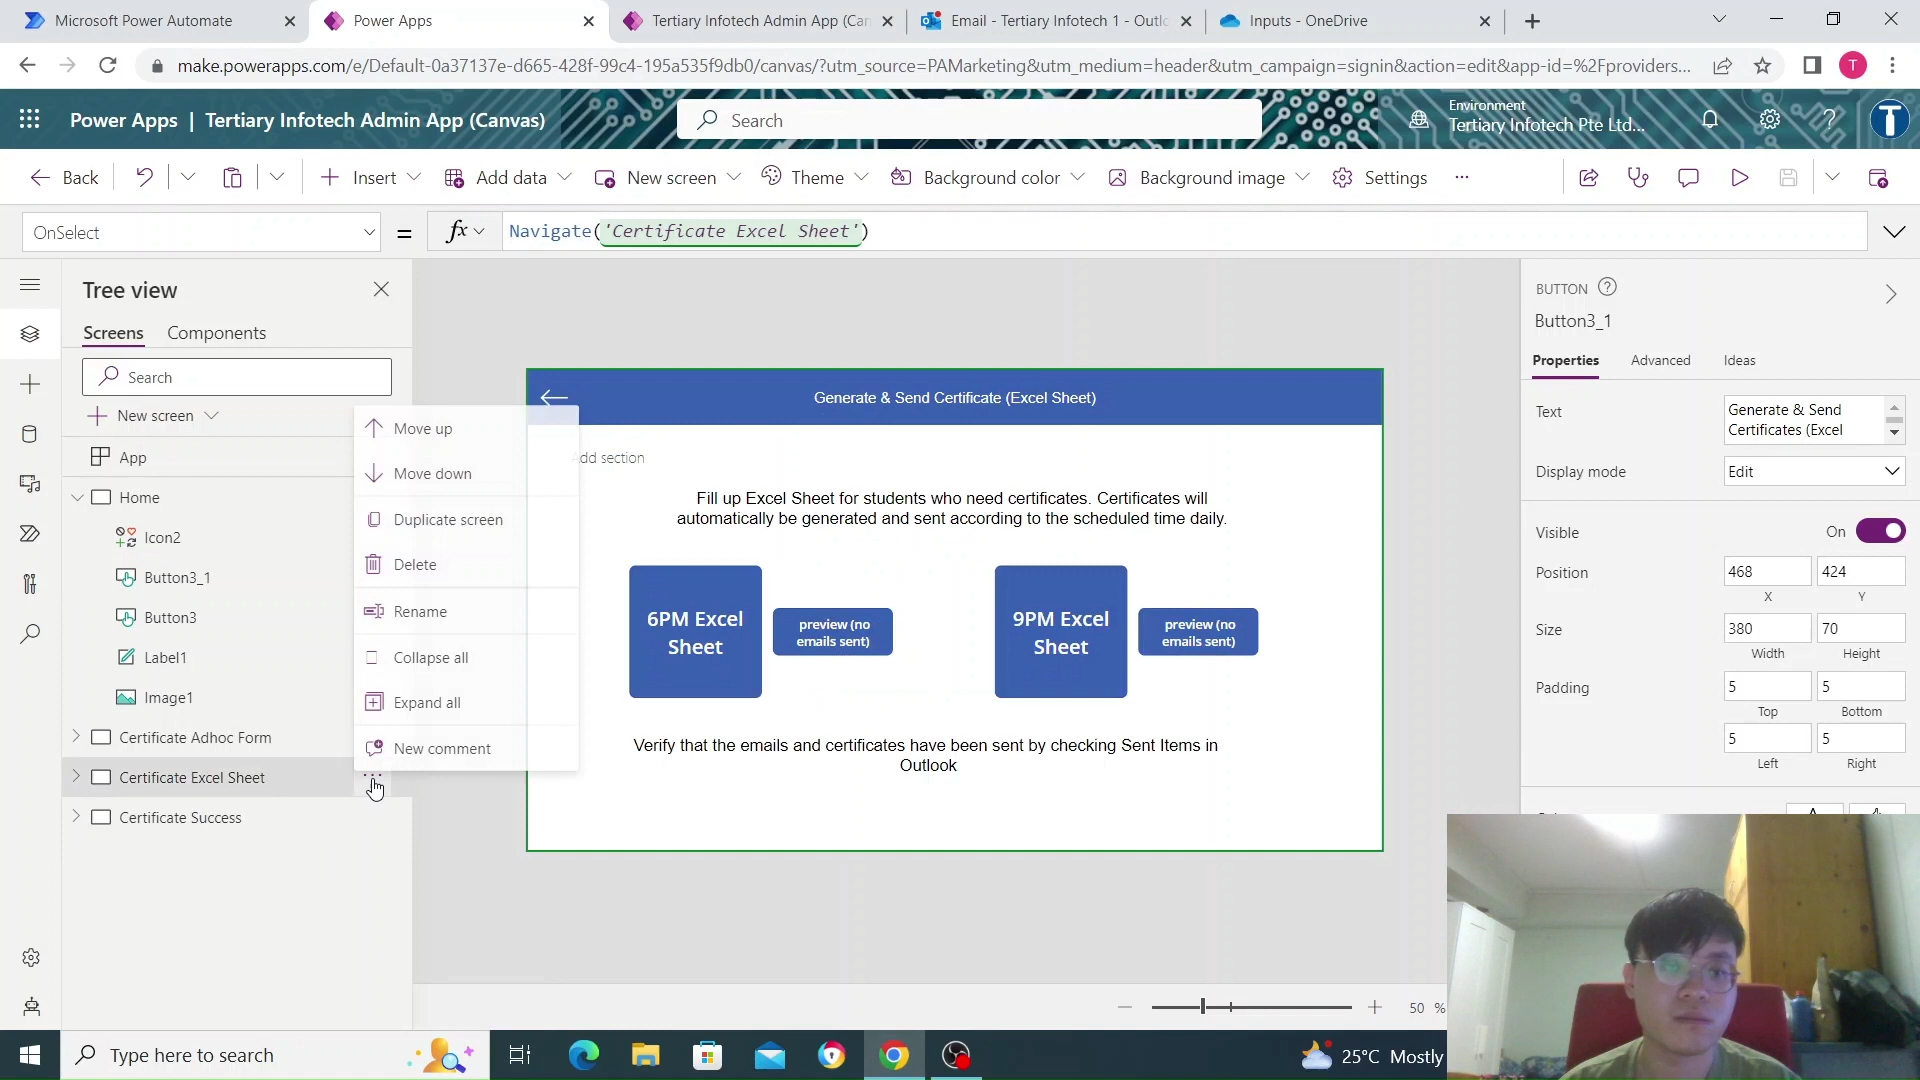 Microsoft Power Automate
Power Apps
Tertiary Infotech Admin App (Can
Email - Tertiary Infotech 1 - Outlo
Inputs - OneDrive
make.powerapps.com/e/Default-0a37137e-d665-428f-99c4-195a535f9db0/canvas/?utm_source=PAMarketing&utm_medium=header&utm_campaign=signin&action=edit&app-id=%2Fproviders...
T
Power Apps | Tertiary Infotech Admin App (Canvas)
Search
Environment
Tertiary Infotech Pte Ltd...
T
Back
Insert
Add data
New screen
Theme
Background color
Background image
Settings
OnSelect
=
fx
Navigate('Certificate Excel Sheet')
Tree view
Screens
Components
Search
New screen
App
Home
Icon2
Button3_1
Button3
Label1
Image1
Certificate Adhoc Form
Certificate Excel Sheet
Certificate Success
Move up
Move down
Duplicate screen
Delete
Rename
Collapse all
Expand all
New comment
Generate & Send Certificate (Excel Sheet)
dd section
Fill up Excel Sheet for students who need certificates. Certificates will
automatically be generated and sent according to the scheduled time daily.
6PM Excel
Sheet
preview (no
emails sent)
9PM Excel
Sheet
preview (no
emails sent)
Verify that the emails and certificates have been sent by checking Sent Items in
Outlook
50 %
BUTTON
Button3_1
Properties
Advanced
Ideas
Text
Generate & Send
Certificates (Excel
Display mode
Edit
Visible
On
Position
468
424
X
Y
Size
380
70
Width
Height
Padding
5
5
Top
Bottom
5
5
Left
Right
Type here to search
25°C Mostly